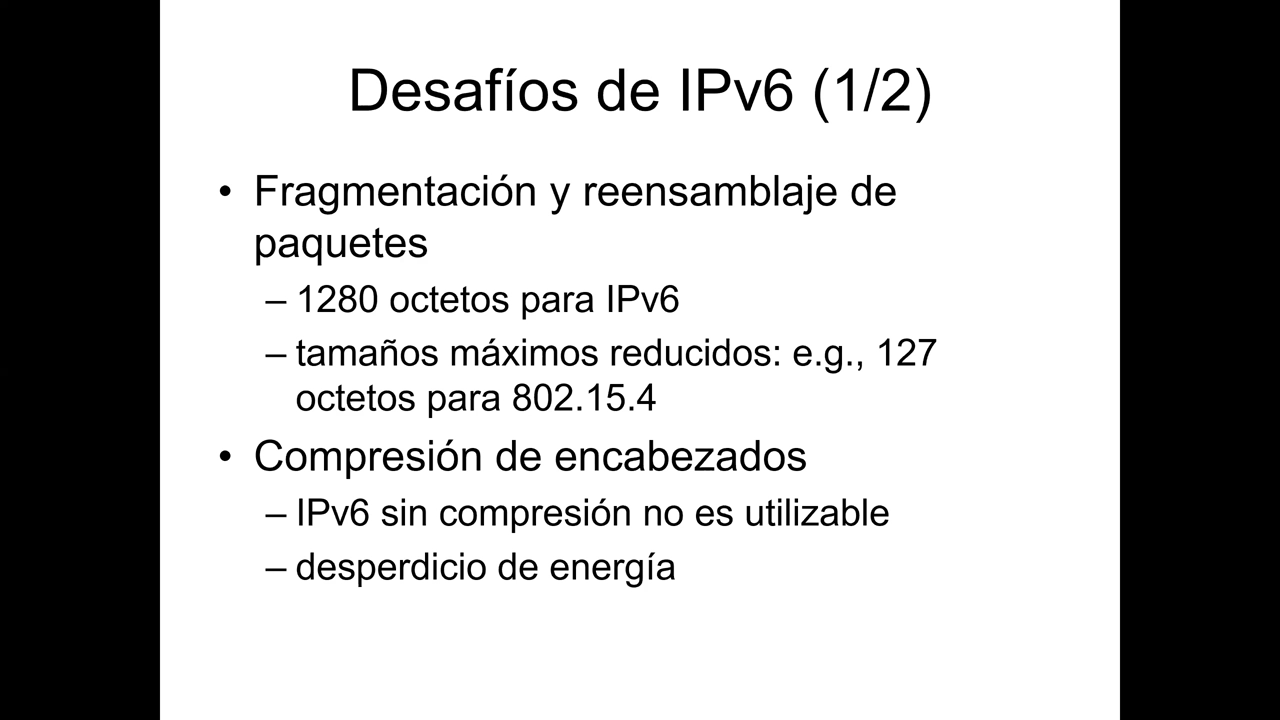 Desafíos de IPv6 (1/2)
• Fragmentación y reensamblaje de
paquetes
– 1280 octetos para IPv6
– tamaños máximos reducidos: e.g., 127
octetos para 802.15.4
• Compresión de encabezados
– IPv6 sin compresión no es utilizable
– desperdicio de energía